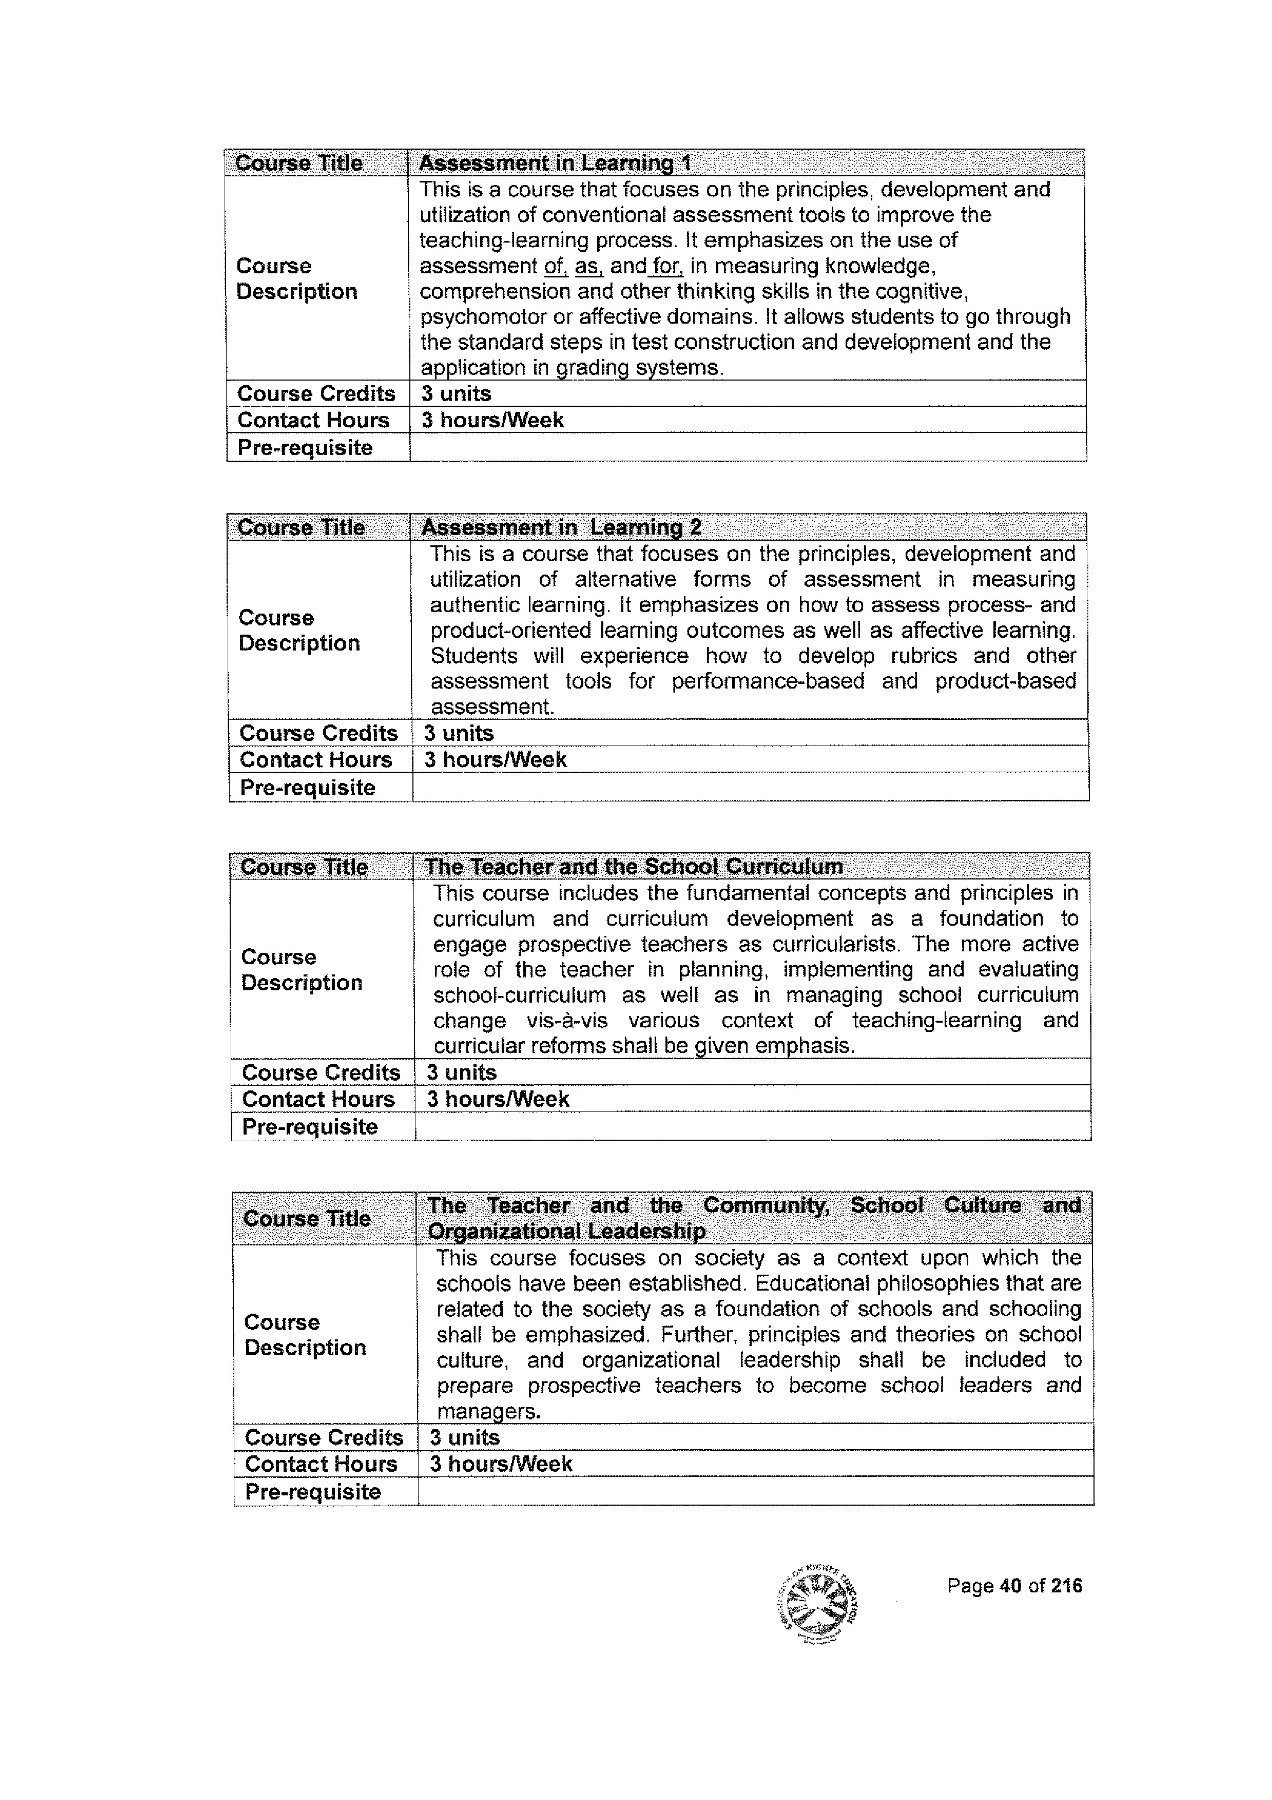 Course Title Assessment in Learning 1
Course Description
This is a course that focuses on the principles, development and
utilization of conventional assessment tools to improve the
teaching-learning process. It emphasizes on the use of
assessment of, as, and for, in measuring knowledge,
comprehension and other thinking skills in the cognitive,
psychomotor or affective domains. It allows students to go through
the standard steps in test construction and development and the
application in grading systems.
Course Credits 3 units
Contact Hours 3 hours/Week
Pre-requisite
Course Title Assessment in Learning 2
Course Description
This is a course that focuses on the principles, development and
utilization of alternative forms of assessment in measuring
authentic learning. It emphasizes on how to assess process- and
product-oriented learning outcomes as well as affective learning.
Students will experience how to develop rubrics and other
assessment tools for performance-based and product-based
assessment.
Course Credits 3 units
Contact Hours 3 hours/Week
Pre-requisite
Course Title The Teacher and the School Curriculum
Course Description
This course includes the fundamental concepts and principles in
curriculum and curriculum development as a foundation to
engage prospective teachers as curricularists. The more active
role of the teacher in planning, implementing and evaluating
school-curriculum as well as in managing school curriculum
change vis-à-vis various context of teaching-learning and
curricular reforms shall be given emphasis.
Course Credits 3 units
Contact Hours 3 hours/Week
Pre-requisite
Course Title The Teacher and the Community, School Culture and
Organizational Leadership
Course Description
This course focuses on society as a context upon which the
schools have been established. Educational philosophies that are
related to the society as a foundation of schools and schooling
shall be emphasized. Further, principles and theories on school
culture, and organizational leadership shall be included to
prepare prospective teachers to become school leaders and
managers.
Course Credits 3 units
Contact Hours 3 hours/Week
Pre-requisite
Page 40 of 216